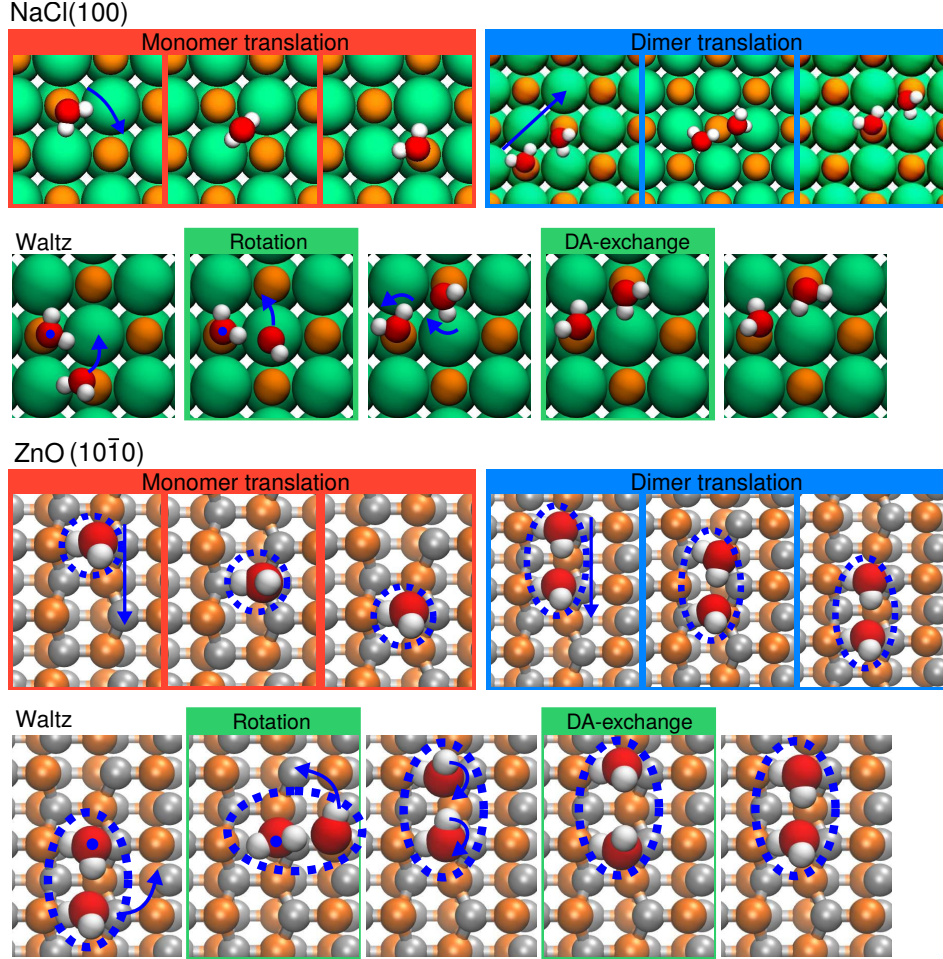 NaCl(100)
Monomer translation
Dimer translation
Waltz
Rotation
DA-exchange
ZnO (101̅0)
Monomer translation
Dimer translation
Waltz
Rotation
DA-exchange